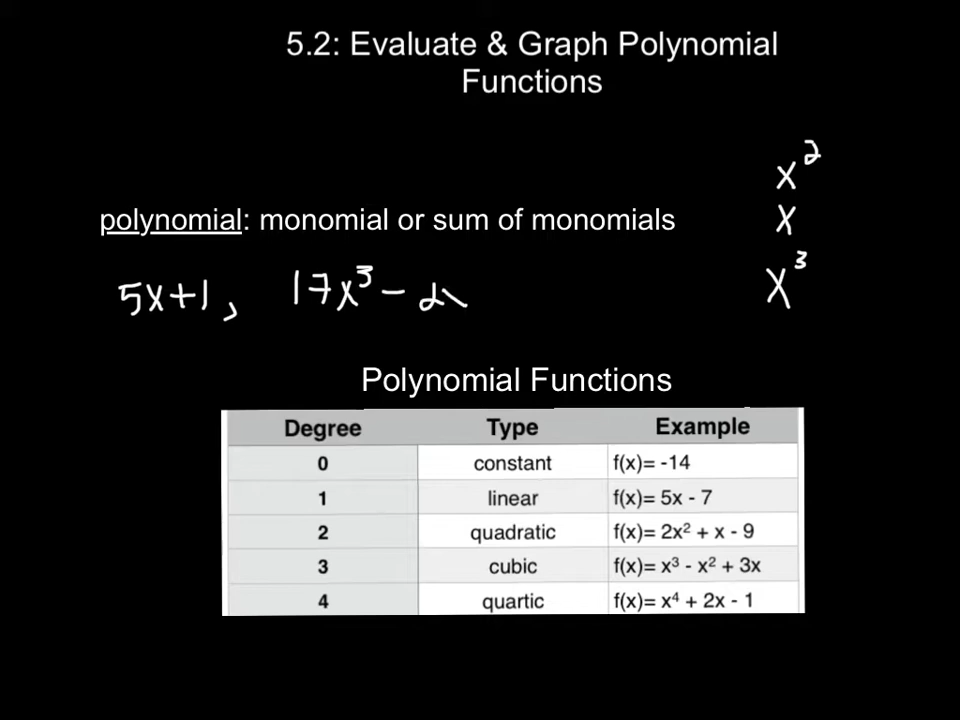 5.2: Evaluate & Graph Polynomial
Functions
x²
polynomial: monomial or sum of monomials
x
5x+1, 17x³ - 2x
x³
Polynomial Functions
Degree Type Example
0 constant f(x)= -14
1 linear f(x)= 5x - 7
2 quadratic f(x)= 2x² + x - 9
3 cubic f(x)= x³ - x² + 3x
4 quartic f(x)= x⁴ + 2x - 1